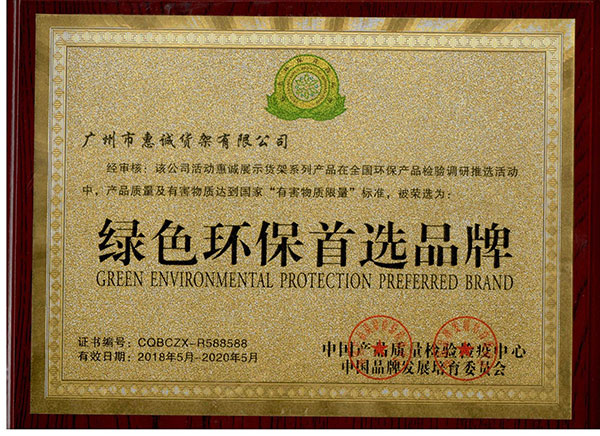 广州市惠诚货架有限公司
经审核：该公司活动惠诚展示货架系列产品在全国环保产品检验调研推选活动
中，产品质量及有害物质达到国家“有害物质限量”标准，被荣选为：
绿色环保首选品牌
GREEN ENVIRONMENTAL PROTECTION PREFERRED BRAND
证书编号：CQBCZX-R588588
有效日期：2018年5月-2020年5月
中国产品质量检验检疫中心
中国品牌发展培育委员会